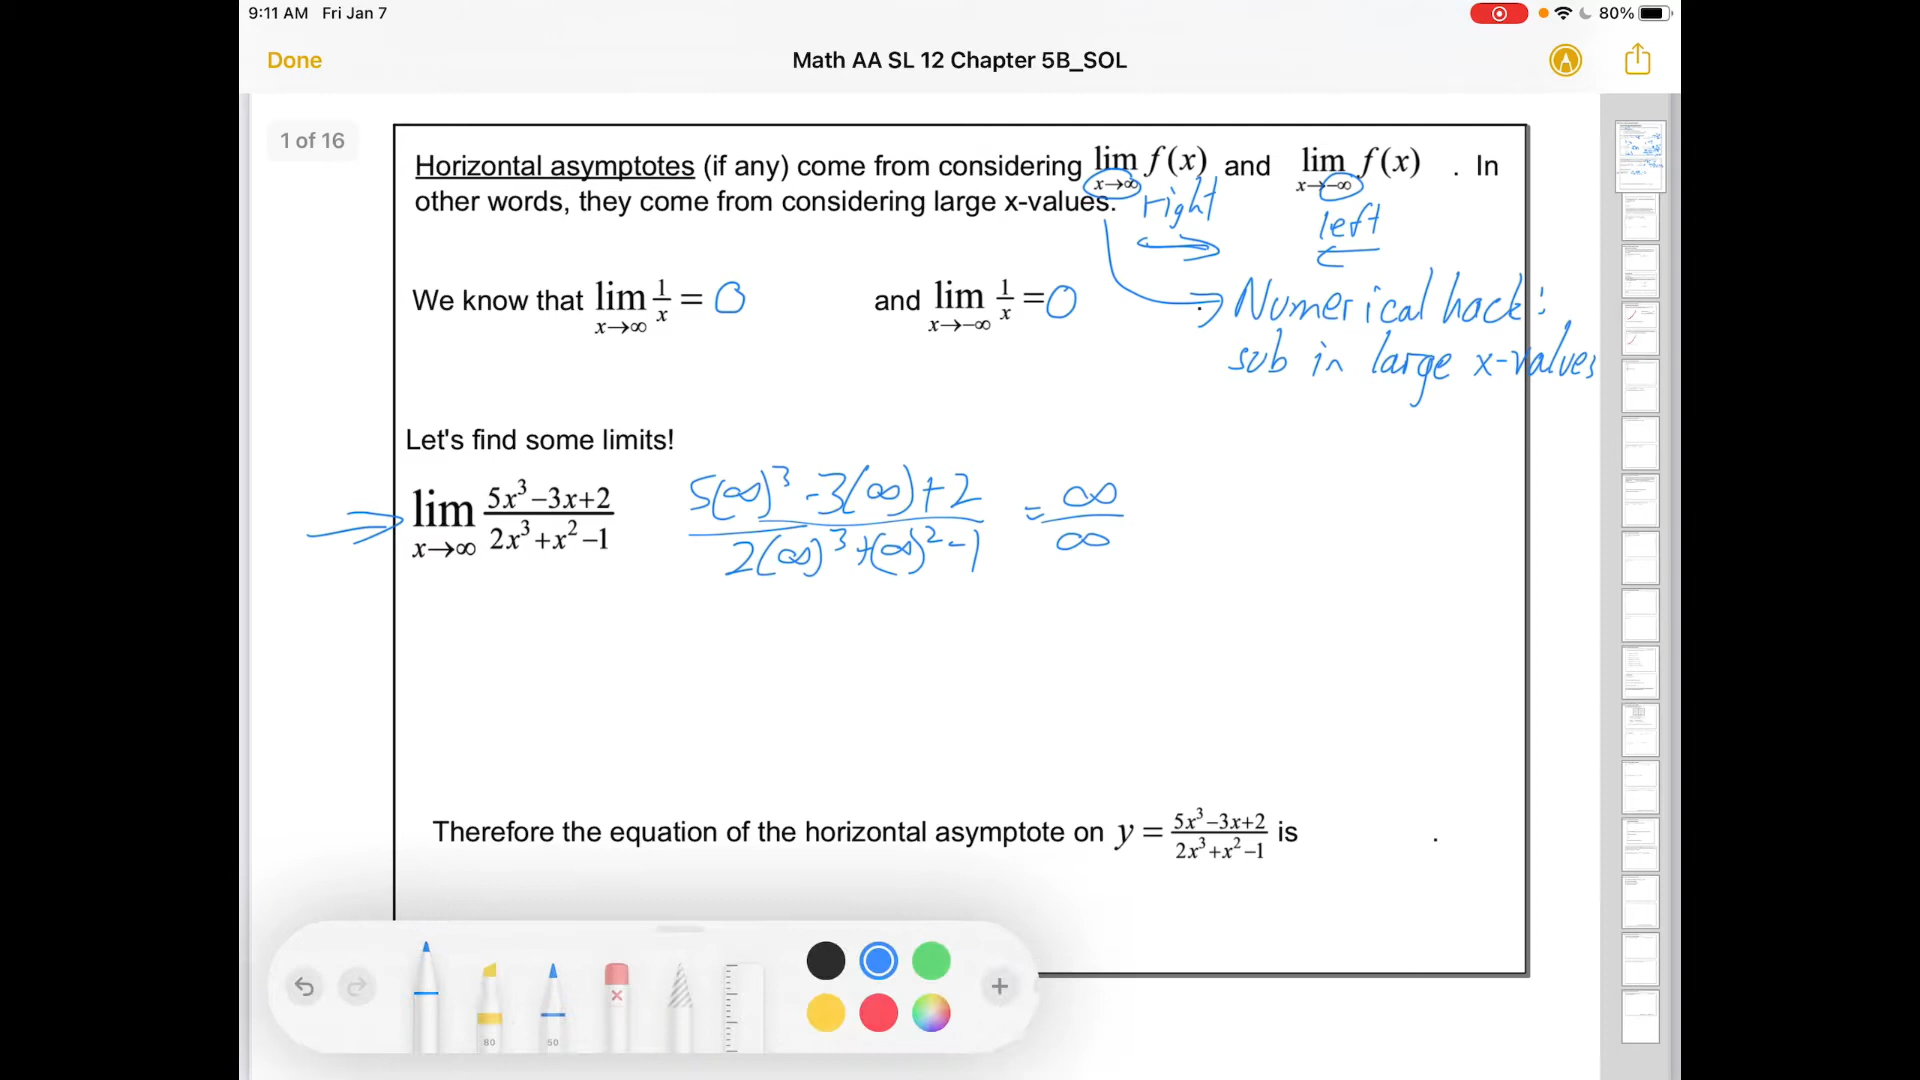 9:11 AM Fri Jan 7
80%
Done
Math AA SL 12 Chapter 5B_SOL
1 of 16
Horizontal asymptotes (if any) come from considering lim x→∞ f(x) and lim x→−∞ f(x) . In
other words, they come from considering large x-values.
right
left
We know that lim x→∞ 1/x = 0 and lim x→−∞ 1/x = 0
Numerical hack:
sub in large x-values
Let's find some limits!
lim x→∞ (5x³−3x+2)/(2x³+x²−1) (5(∞)³-3(∞)+2)/(2(∞)³+(∞)²-1) = ∞/∞
Therefore the equation of the horizontal asymptote on y = (5x³−3x+2)/(2x³+x²−1) is .
80
50